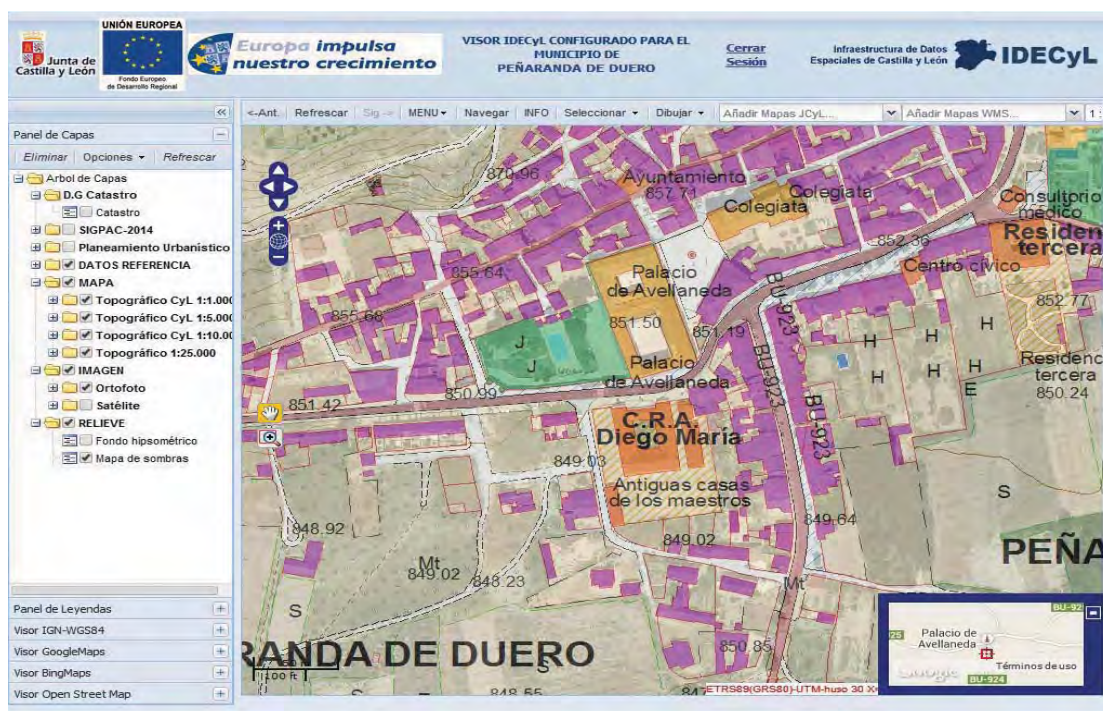 UNIÓN EUROPEA
Junta de
Castilla y León
Fondo Europeo
de Desarrollo Regional
Europa impulsa
nuestro crecimiento
VISOR IDECyL CONFIGURADO PARA EL
MUNICIPIO DE
PEÑARANDA DE DUERO
Cerrar
Sesión
Infraestructura de Datos
Espaciales de Castilla y León
IDECyL
<-Ant. Refrescar Sig-> MENU Navegar INFO Seleccionar Dibujar Añadir Mapas JCyL... Añadir Mapas WMS... 1 :
Panel de Capas
Eliminar Opciones Refrescar
Arbol de Capas
D.G Catastro
Catastro
SIGPAC-2014
Planeamiento Urbanístico
DATOS REFERENCIA
MAPA
Topográfico CyL 1:1.000
Topográfico CyL 1:5.000
Topográfico CyL 1:10.00
Topográfico 1:25.000
IMAGEN
Ortofoto
Satélite
RELIEVE
Fondo hipsométrico
Mapa de sombras
Panel de Leyendas
Visor IGN-WGS84
Visor GoogleMaps
Visor BingMaps
Visor Open Street Map
870.96
Ayuntamiento
857.71
Colegiata
Colegiata
Consultorio
médico
Residen
tercera
852.36
Centro cívico
855.64
Palacio
de Avellaneda
BU-923
852.77
855.68
851.50
851.19
J
J
H
H
H
H
H
H
E
Palacio
de Avellaneda
BU-923
Residenc
tercera
850.24
850.99
851.42
C.R.A.
Diego María
BU-923
849.03
Antiguas casas
de los maestros
S
848.92
849.64
849.02
PEÑA
Mt
849.02
848.23
Mt
S
RANDA DE DUERO
850.85
100 ft
S
848.55
847
ETRS89(GRS80)-UTM-huso 30 X
BU-92
Palacio de
Avellaneda
Términos de uso
Google
BU-924